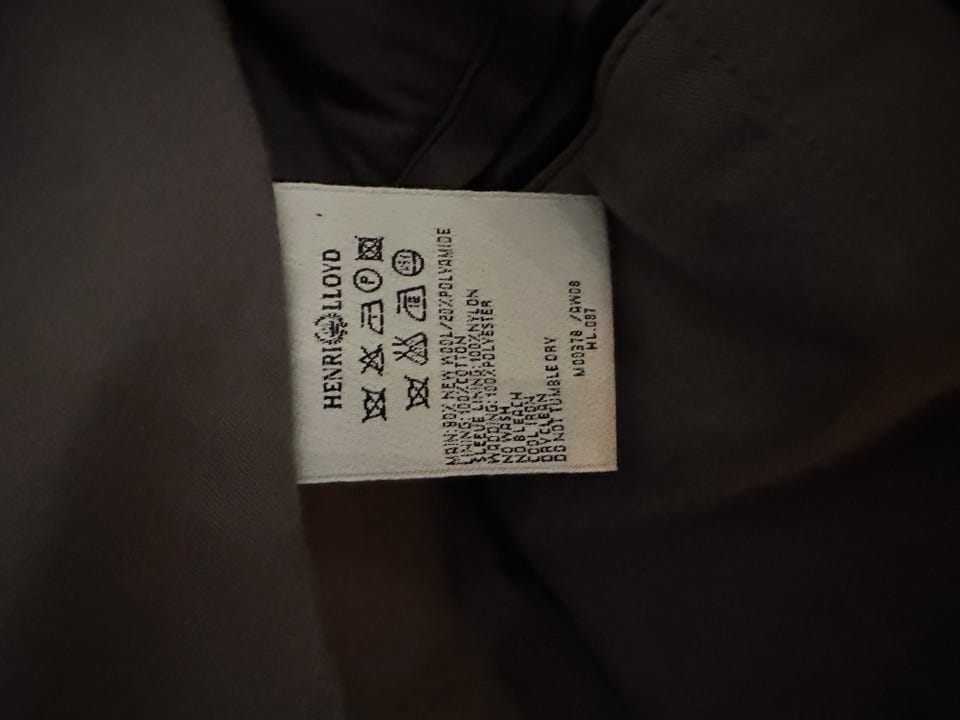 HENRI LLOYD
MAIN: 80% NEW WOOL/20%POLYAMIDE
LINING: 100%COTTON
SLEEVE LINING: 100%NYLON
WADDING: 100%POLYESTER
NO WASH
NO BLEACH
COOL IRON
DRY CLEAN
DO NOT TUMBLE DRY
M00378 /AW08
HL.087